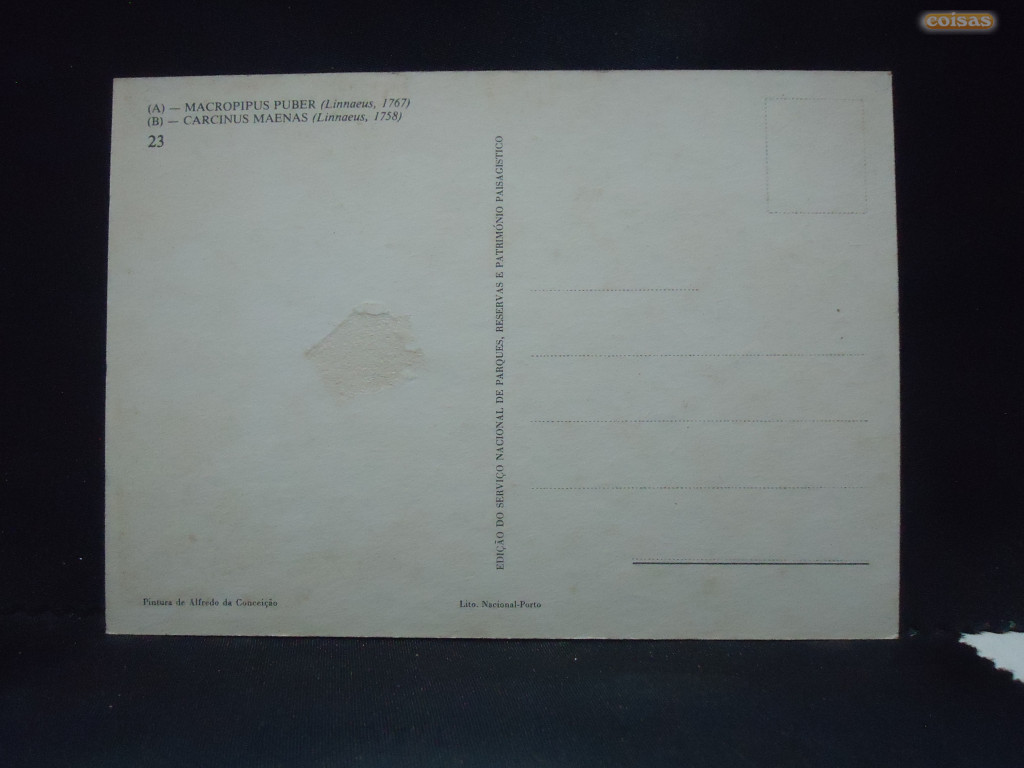 coisas
(A) — MACROPIPUS PUBER (Linnaeus, 1767)
(B) — CARCINUS MAENAS (Linnaeus, 1758)
23
EDIÇÃO DO SERVIÇO NACIONAL DE PARQUES, RESERVAS E PATRIMÓNIO PAISAGISTICO
Pintura de Alfredo da Conceição
Lito. Nacional-Porto